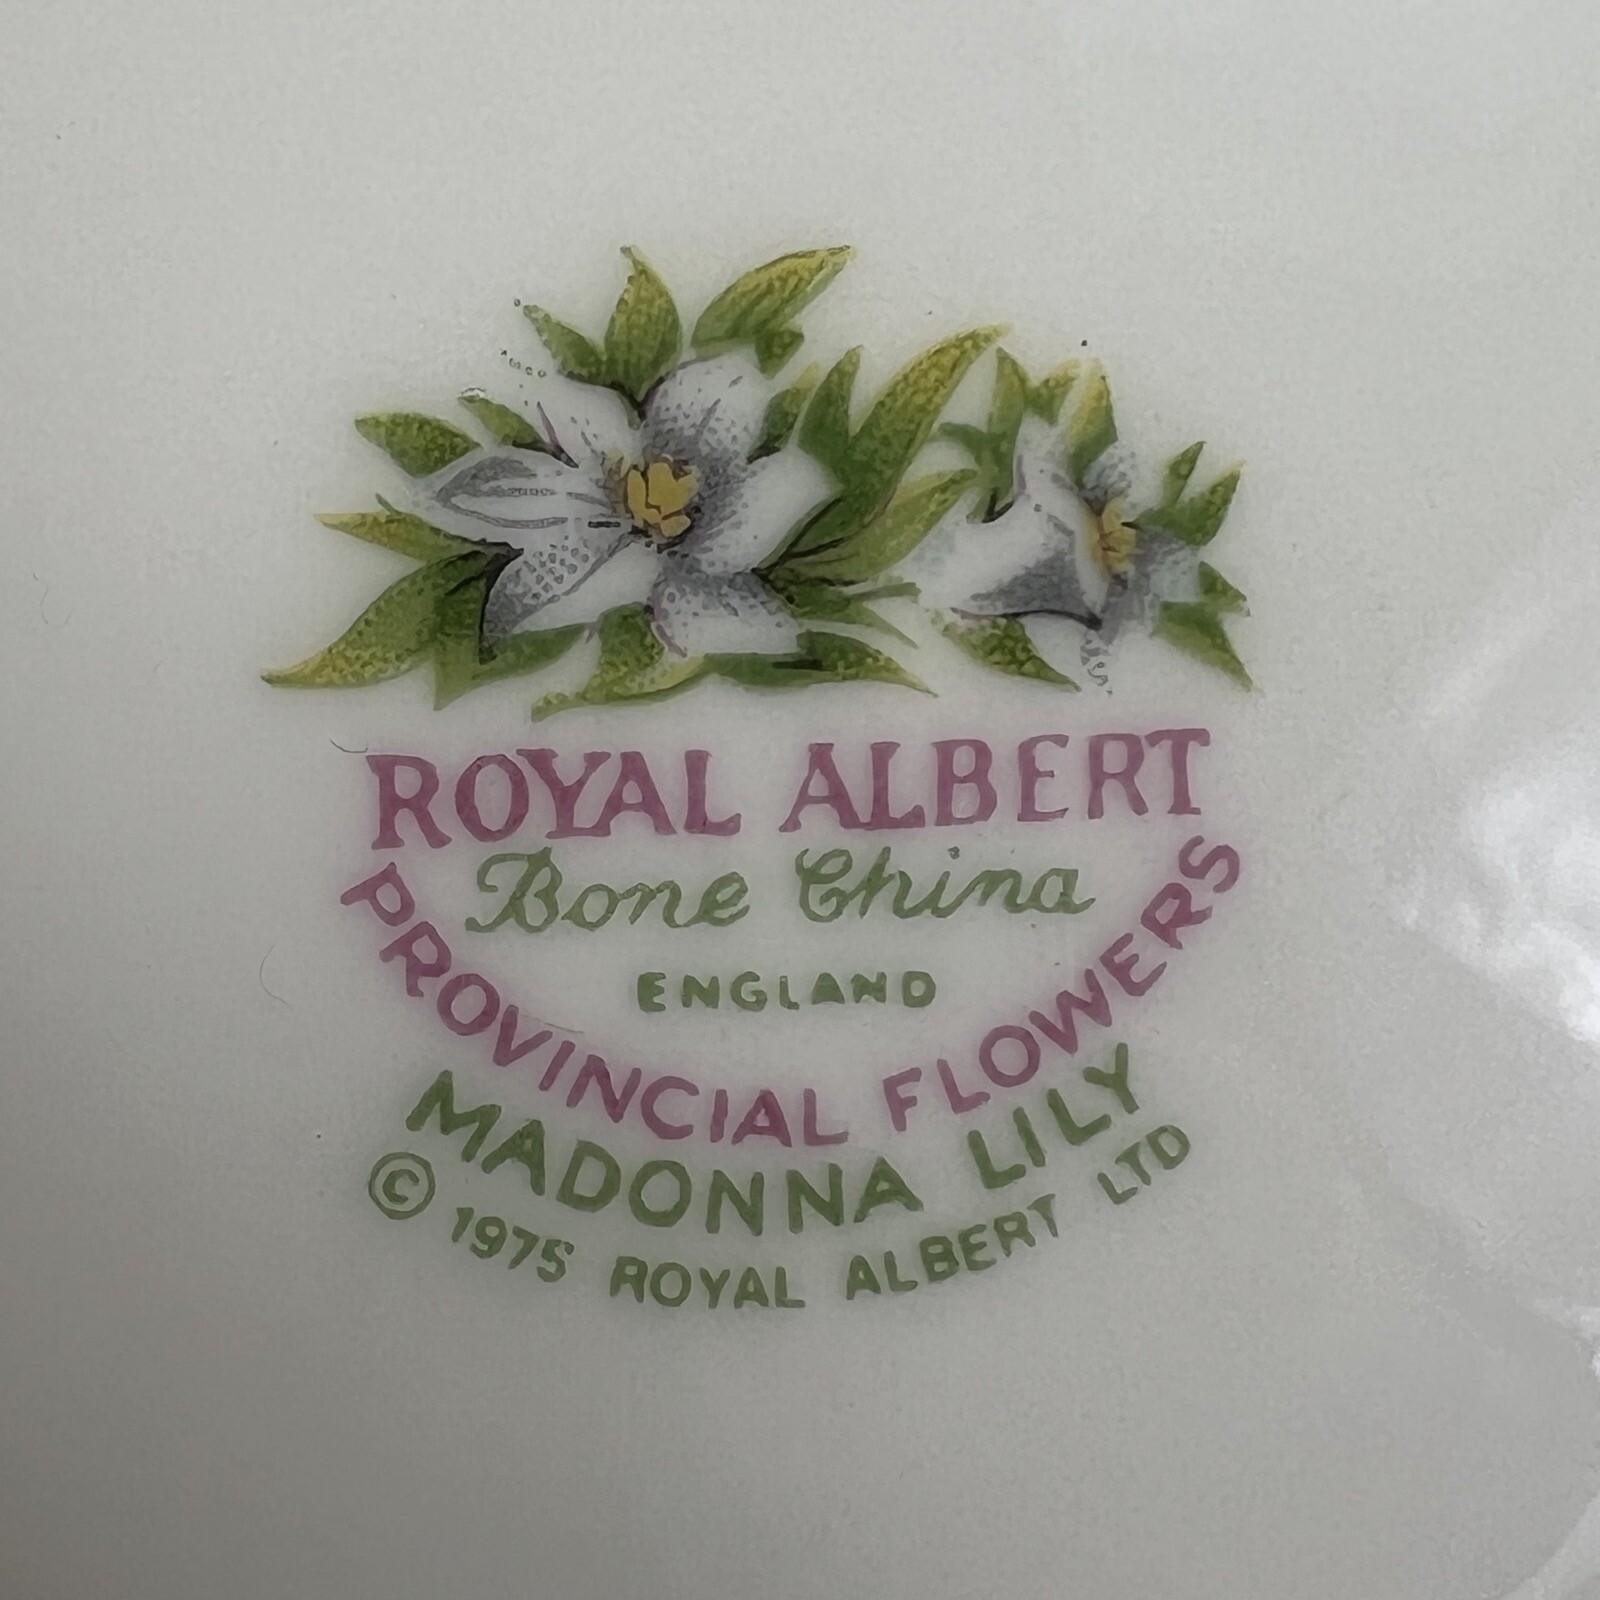 ROYAL ALBERT
Bone China
ENGLAND
PROVINCIAL FLOWERS
MADONNA LILY
© 1975 ROYAL ALBERT LTD